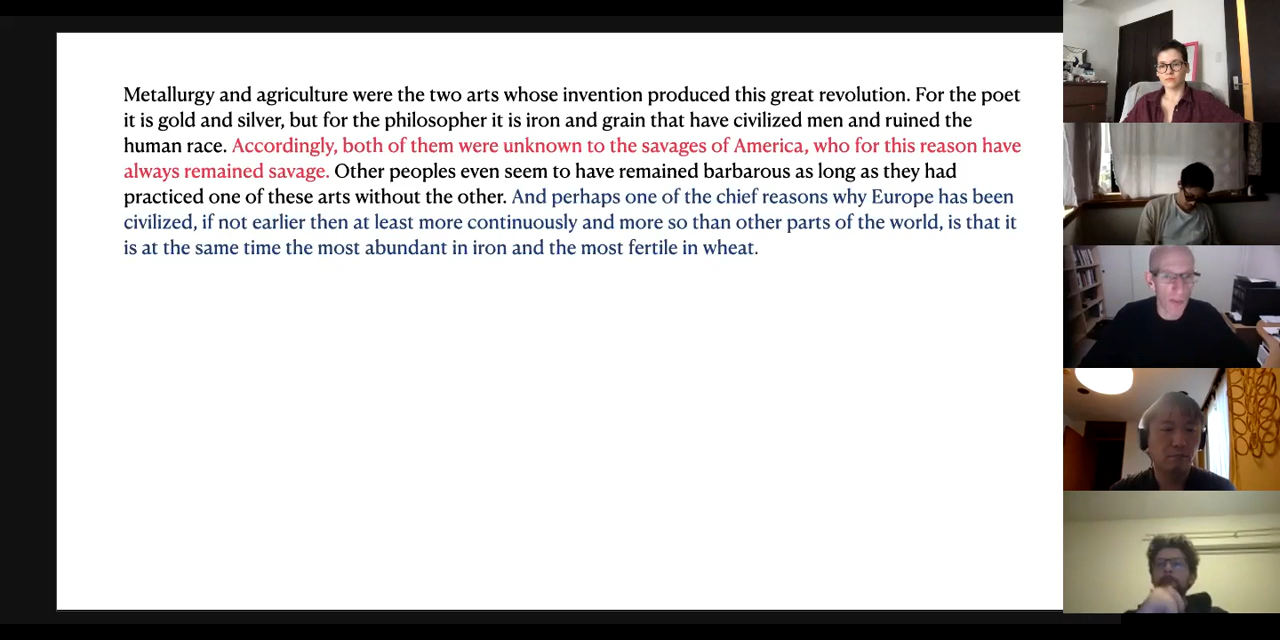 Metallurgy and agriculture were the two arts whose invention produced this great revolution. For the poet
it is gold and silver, but for the philosopher it is iron and grain that have civilized men and ruined the
human race. Accordingly, both of them were unknown to the savages of America, who for this reason have
always remained savage. Other peoples even seem to have remained barbarous as long as they had
practiced one of these arts without the other. And perhaps one of the chief reasons why Europe has been
civilized, if not earlier then at least more continuously and more so than other parts of the world, is that it
is at the same time the most abundant in iron and the most fertile in wheat.